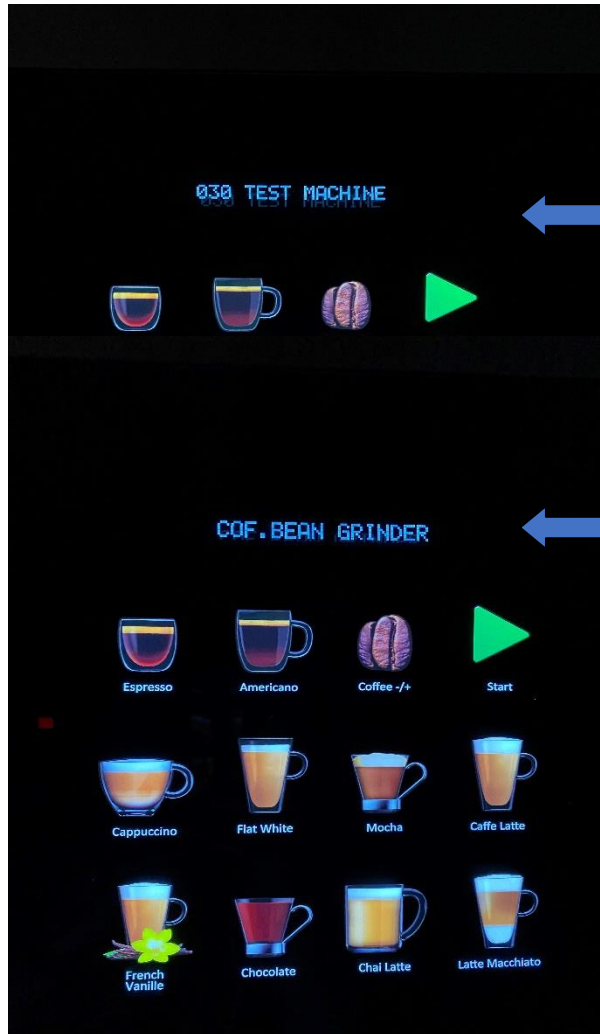 030 TEST MACHINE
COF.BEAN GRINDER
Espresso
Americano
Coffee -/+
Start
Cappuccino
Flat White
Mocha
Caffe Latte
French
Vanille
Chocolate
Chai Latte
Latte Macchiato